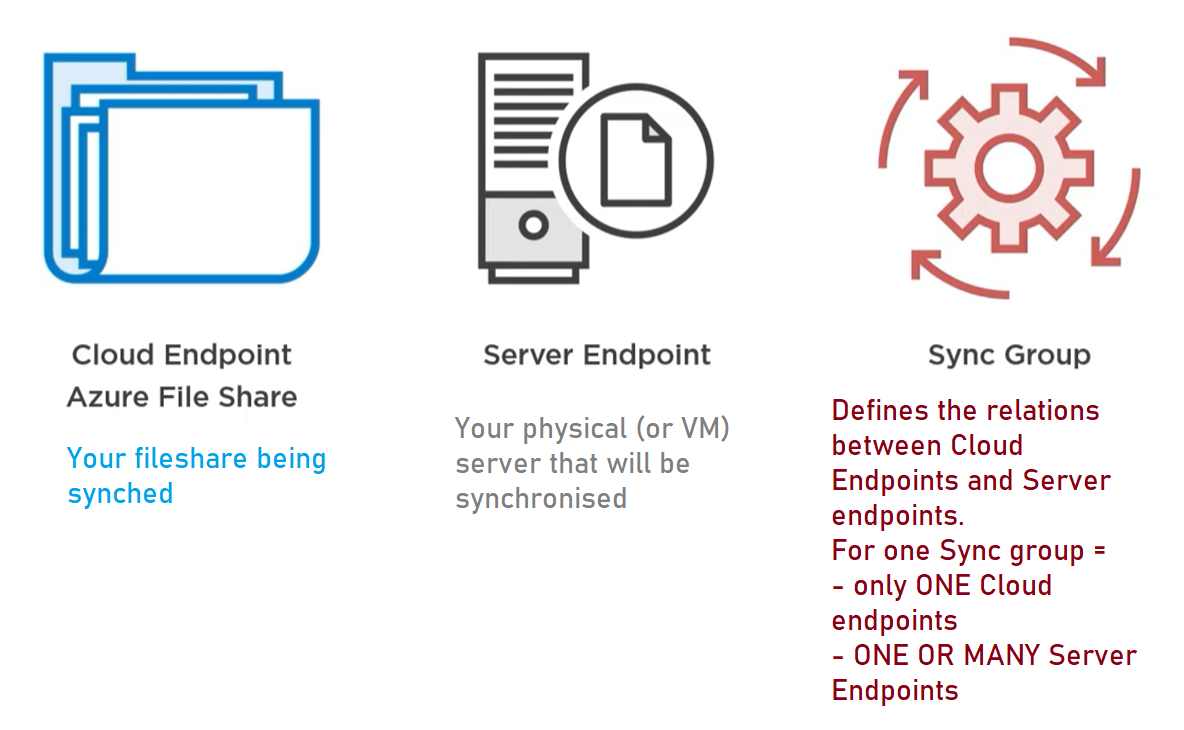 Cloud Endpoint
Azure File Share
Your fileshare being
synched
Server Endpoint
Your physical (or VM)
server that will be
synchronised
Sync Group
Defines the relations
between Cloud
Endpoints and Server
endpoints.
For one Sync group =
- only ONE Cloud
endpoints
- ONE OR MANY Server
Endpoints